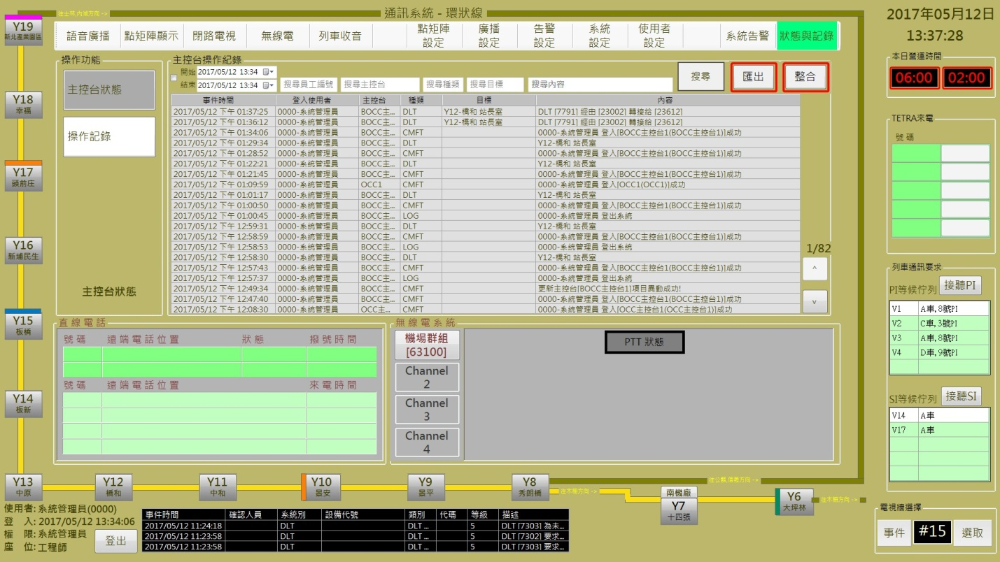 往士林,內湖方向 ->
通訊系統 - 環狀線
2017年05月12日
13:37:28
語音廣播 點矩陣顯示 閉路電視 無線電 列車收音 點矩陣 設定 廣播 設定 告警 設定 系統 設定 使用者 設定 系統告警 狀態與記錄
本日營運時間
06:00 02:00
Y19
新北產業園區
Y18
幸福
Y17
頭前庄
Y16
新埔民生
Y15
板橋
Y14
板新
操作功能
主控台狀態
操作記錄
主控台狀態
主控台操作紀錄
開始 2017/05/12 13:34
結束 2017/05/12 13:34 搜尋員工編號 搜尋主控台 搜尋種類 搜尋目標 搜尋內容
搜尋 匯出 整合
事件時間 登入使用者 主控台 種類 目標 內容
2017/05/12 下午 01:37:25 0000-系統管理員 BOCC主... DLT Y12-橋和 站長室 DLT [7791] 經由 [23002] 轉接給 [23612]
2017/05/12 下午 01:36:12 0000-系統管理員 BOCC主... DLT Y12-橋和 站長室 DLT [7791] 經由 [23002] 轉接給 [23612]
2017/05/12 下午 01:34:06 0000-系統管理員 BOCC主... CMFT 0000-系統管理員 登入[BOCC主控台1(BOCC主控台1)]成功
2017/05/12 下午 01:29:34 0000-系統管理員 BOCC主... DLT Y12-橋和 站長室
2017/05/12 下午 01:28:52 0000-系統管理員 BOCC主... CMFT 0000-系統管理員 登入[BOCC主控台1(BOCC主控台1)]成功
2017/05/12 下午 01:22:21 0000-系統管理員 BOCC主... DLT Y12-橋和 站長室
2017/05/12 下午 01:21:45 0000-系統管理員 BOCC主... CMFT 0000-系統管理員 登入[BOCC主控台1(BOCC主控台1)]成功
2017/05/12 下午 01:09:59 0000-系統管理員 OCC1 CMFT 0000-系統管理員 登入[OCC1(OCC1)]成功
2017/05/12 下午 01:01:17 0000-系統管理員 BOCC主... DLT Y12-橋和 站長室
2017/05/12 下午 01:00:50 0000-系統管理員 BOCC主... CMFT 0000-系統管理員 登入[BOCC主控台1(BOCC主控台1)]成功
2017/05/12 下午 01:00:45 0000-系統管理員 BOCC主... LOG 0000-系統管理員 登出系統
2017/05/12 下午 12:59:31 0000-系統管理員 BOCC主... DLT Y12-橋和 站長室
2017/05/12 下午 12:58:59 0000-系統管理員 BOCC主... CMFT 0000-系統管理員 登入[BOCC主控台1(BOCC主控台1)]成功
2017/05/12 下午 12:58:53 0000-系統管理員 BOCC主... LOG 0000-系統管理員 登出系統
2017/05/12 下午 12:58:30 0000-系統管理員 BOCC主... DLT Y12-橋和 站長室
2017/05/12 下午 12:57:43 0000-系統管理員 BOCC主... CMFT 0000-系統管理員 登入[BOCC主控台1(BOCC主控台1)]成功
2017/05/12 下午 12:57:37 0000-系統管理員 BOCC主... LOG 0000-系統管理員 登出系統
2017/05/12 下午 12:49:34 0000-系統管理員 BOCC主... CMFT 更新主控台[BOCC主控台1]項目異動成功!
2017/05/12 下午 12:47:40 0000-系統管理員 BOCC主... CMFT 0000-系統管理員 登入[BOCC主控台1(BOCC主控台1)]成功
2017/05/12 下午 12:08:30 0000-系統管理員 OCC主... CMFT 0000-系統管理員 登入[OCC主控台1(OCC主控台1)]成功
1/82
^
v
TETRA來電
號碼
列車通訊要求
PI等候佇列 接聽PI
V1 A車,8號PI
V2 C車,3號PI
V3 A車,8號PI
V4 D車,9號PI
SI等候佇列 接聽SI
V14 A車
V17 A車
直線電話
號碼 遠端電話位置 狀態 撥號時間
號碼 遠端電話位置 來電時間
無線電系統
機場群組
[63100]
Channel
2
Channel
3
Channel
4
PTT 狀態
Y13
中原
Y12
橋和
Y11
中和
Y10
景安
Y9
景平
Y8
秀朗橋
往公館,信義方向 ->
往木柵方向 ->
南機廠
Y7
十四張
Y6
大坪林
往木柵方向 ->
使用者: 系統管理員(0000)
登 入: 2017/05/12 13:34:06
權 限: 系統管理員
座 位: 工程師
登出
事件時間 確認人員 系統別 設備代號 類別 代碼 等級 描述
2017/05/12 11:24:18 DLT DLT ... 5 DLT [7303] 為未...
2017/05/12 11:23:58 DLT DLT ... 5 DLT [7302] 要求...
2017/05/12 11:23:58 DLT DLT ... 5 DLT [7303] 要求...
電視牆選擇
事件 #15 選取